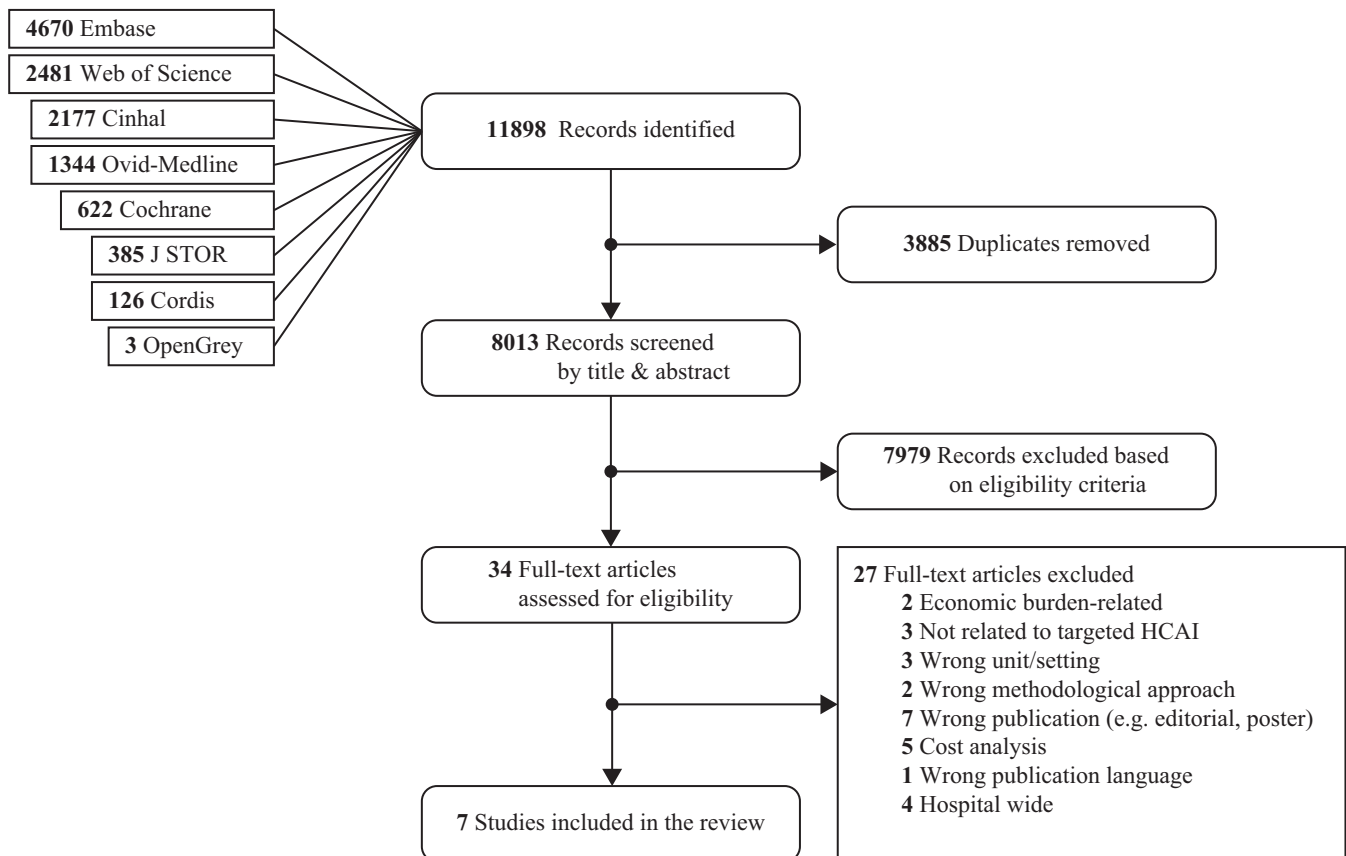 4670 Embase
2481 Web of Science
2177 Cinhal
1344 Ovid-Medline
622 Cochrane
385 J STOR
126 Cordis
3 OpenGrey
11898 Records identified
3885 Duplicates removed
8013 Records screened
by title & abstract
7979 Records excluded based
on eligibility criteria
34 Full-text articles
assessed for eligibility
27 Full-text articles excluded
2 Economic burden-related
3 Not related to targeted HCAI
3 Wrong unit/setting
2 Wrong methodological approach
7 Wrong publication (e.g. editorial, poster)
5 Cost analysis
1 Wrong publication language
4 Hospital wide
7 Studies included in the review